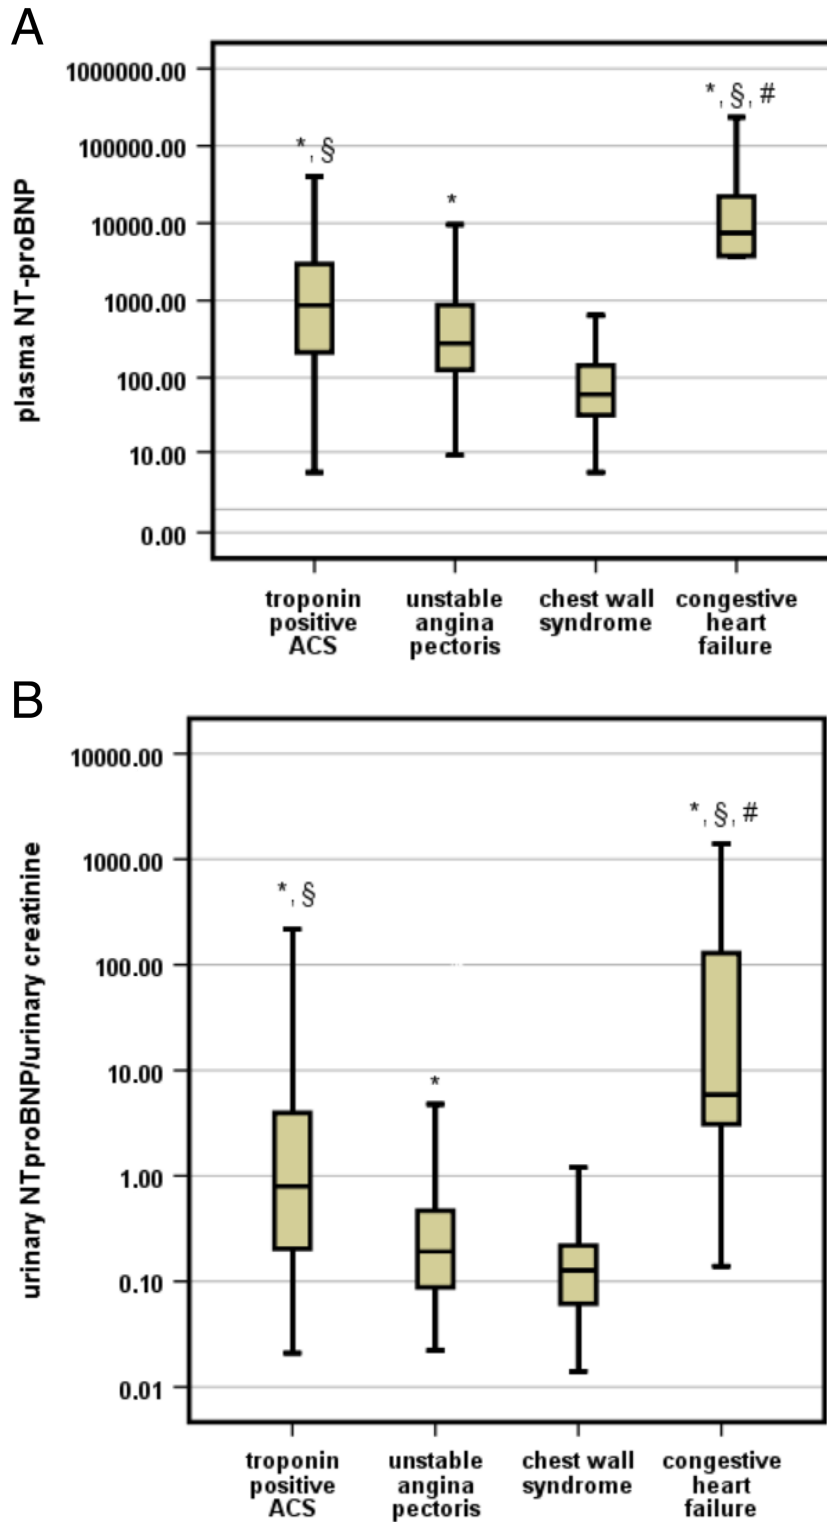 A
1000000.00
100000.00
10000.00
1000.00
100.00
10.00
0.00
plasma NT-proBNP
*, §
*
*, §, #
troponin positive ACS
unstable angina pectoris
chest wall syndrome
congestive heart failure
B
10000.00
1000.00
100.00
10.00
1.00
0.10
0.01
urinary NTproBNP/urinary creatinine
*, §
*
*, §, #
troponin positive ACS
unstable angina pectoris
chest wall syndrome
congestive heart failure